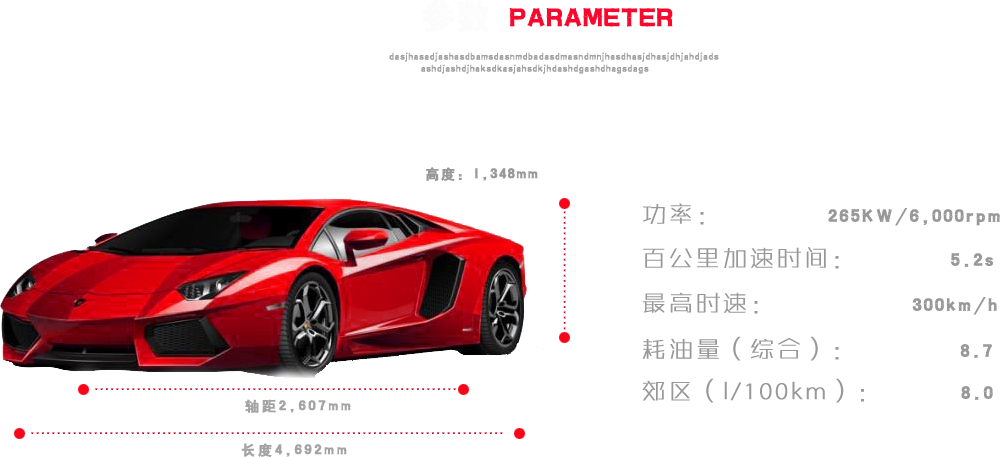 参数 PARAMETER
dasjhasadjashasdbamsdasnmdbadasdmasndmnjhasdhasjdhasjdhjahdjads
ashdjashdjhaksdkasjahsdkjhdashdgashdhagsdags
高度：1,348mm
功率： 265KW/6,000rpm
百公里加速时间： 5.2s
最高时速： 300km/h
耗油量（综合）： 8.7
郊区（l/100km）： 8.0
轴距2,607mm
长度4,692mm